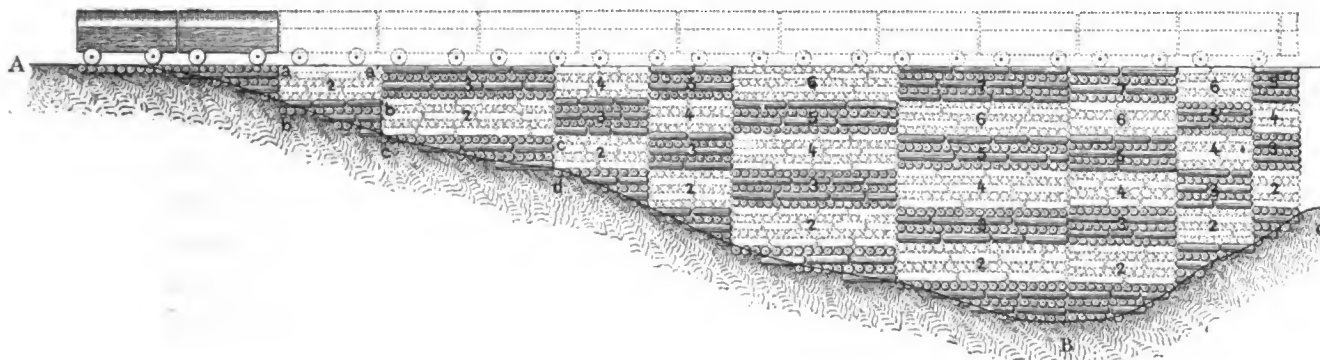 A a 2 a 3 4 5 6 7 7 6 5
b b 2 3 4 5 6 6 5 4
c c 2 3 4 5 5 4 3
d 2 3 4 4 3 2
2 3 3 2
2 2
B